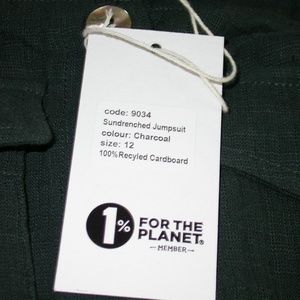 code: 9034
Sundrenched Jumpsuit
colour: Charcoal
size: 12
100% Recyled Cardboard
1%
FOR THE
PLANET®
MEMBER